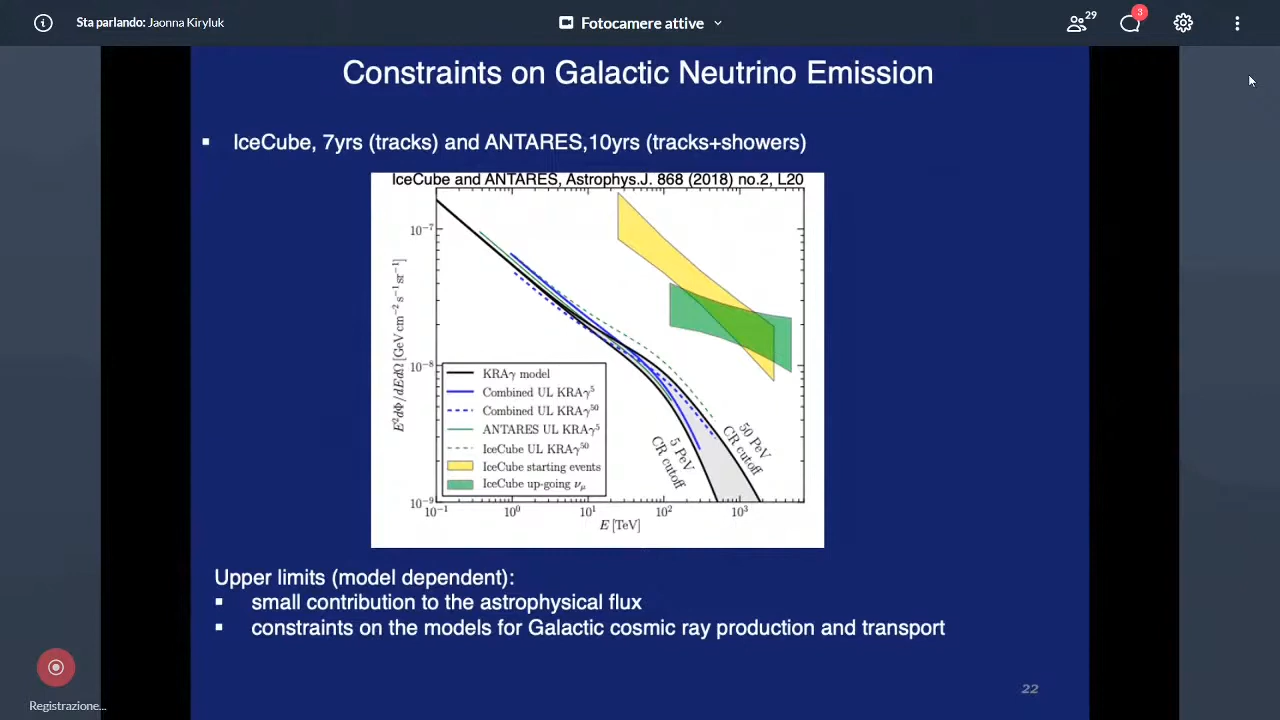 Sta parlando: Jaonna Kiryluk
Fotocamere attive
29
3
Constraints on Galactic Neutrino Emission
▪ IceCube, 7yrs (tracks) and ANTARES,10yrs (tracks+showers)
IceCube and ANTARES, Astrophys.J. 868 (2018) no.2, L20
10⁻⁷
10⁻⁸
10⁻⁹
E²dΦ/dEdΩ [GeV cm⁻² s⁻¹ sr⁻¹]
KRAγ model
Combined UL KRAγ⁵
Combined UL KRAγ⁵⁰
ANTARES UL KRAγ⁵
IceCube UL KRAγ⁵⁰
IceCube starting events
IceCube up-going νμ
5 PeV
CR cutoff
50 PeV
CR cutoff
10⁻¹ 10⁰ 10¹ 10² 10³
E [TeV]
Upper limits (model dependent):
▪ small contribution to the astrophysical flux
▪ constraints on the models for Galactic cosmic ray production and transport
22
Registrazione...